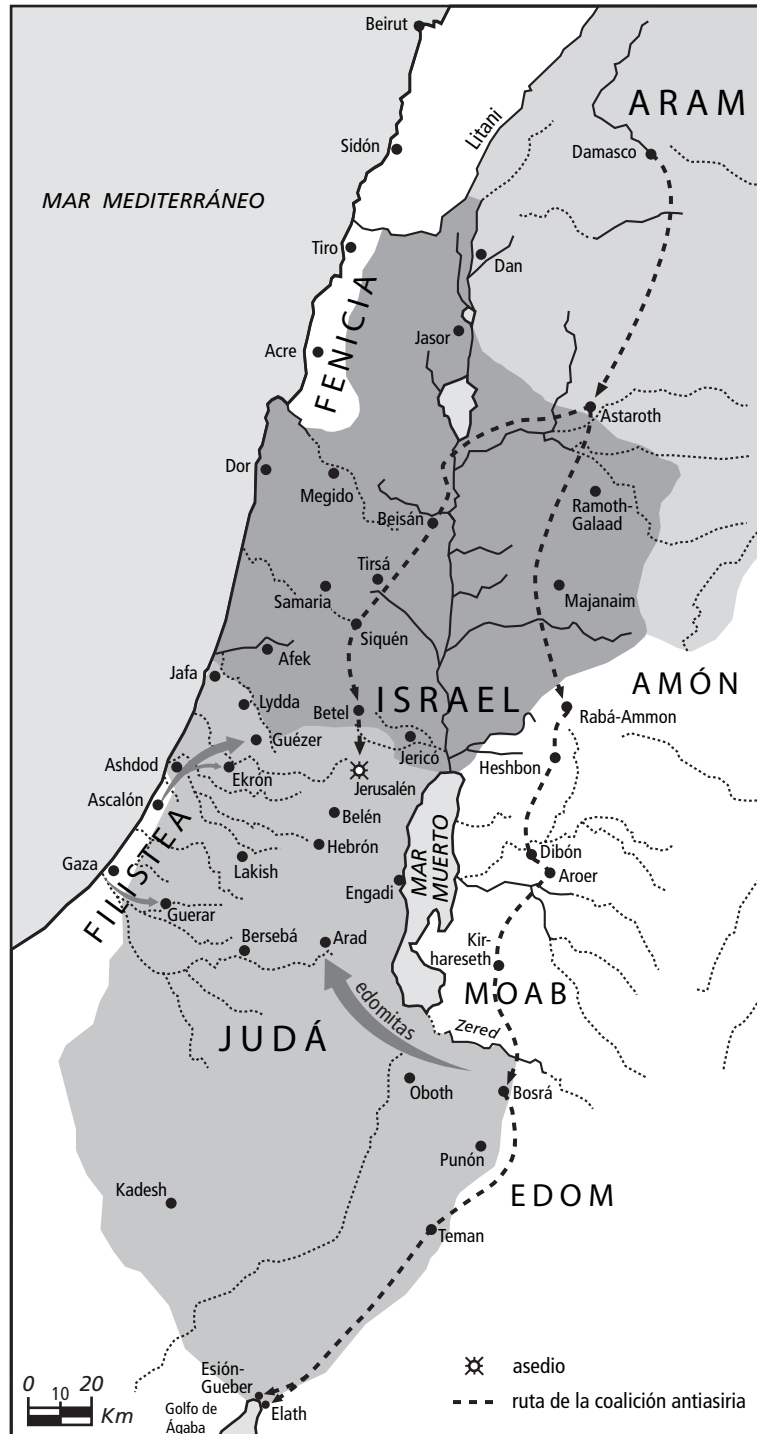 Beirut
ARAM
Litani
Sidón
Damasco
MAR MEDITERRÁNEO
Tiro
Dan
FENICIA
Jasor
Acre
Astaroth
Dor
Megido
Ramoth-
Galaad
Beisán
Tirsá
Samaria
Majanaim
Siquén
Afek
Jafa
ISRAEL
AMÓN
Lydda
Betel
Rabá-Ammon
Guézer
Jericó
Ashdod
Ekrón
Heshbon
Jerusalén
Ascalón
Belén
FILISTEA
MAR
MUERTO
Hebrón
Dibón
Lakish
Gaza
Aroer
Engadi
Guerar
Bersebá
Arad
Kir-
hareseth
edomitas
MOAB
JUDÁ
Zered
Oboth
Bosrá
Punón
Kadesh
EDOM
Teman
Esión-
Gueber
asedio
0 10 20
Km
Golfo de
Ágaba
Elath
ruta de la coalición antiasiria